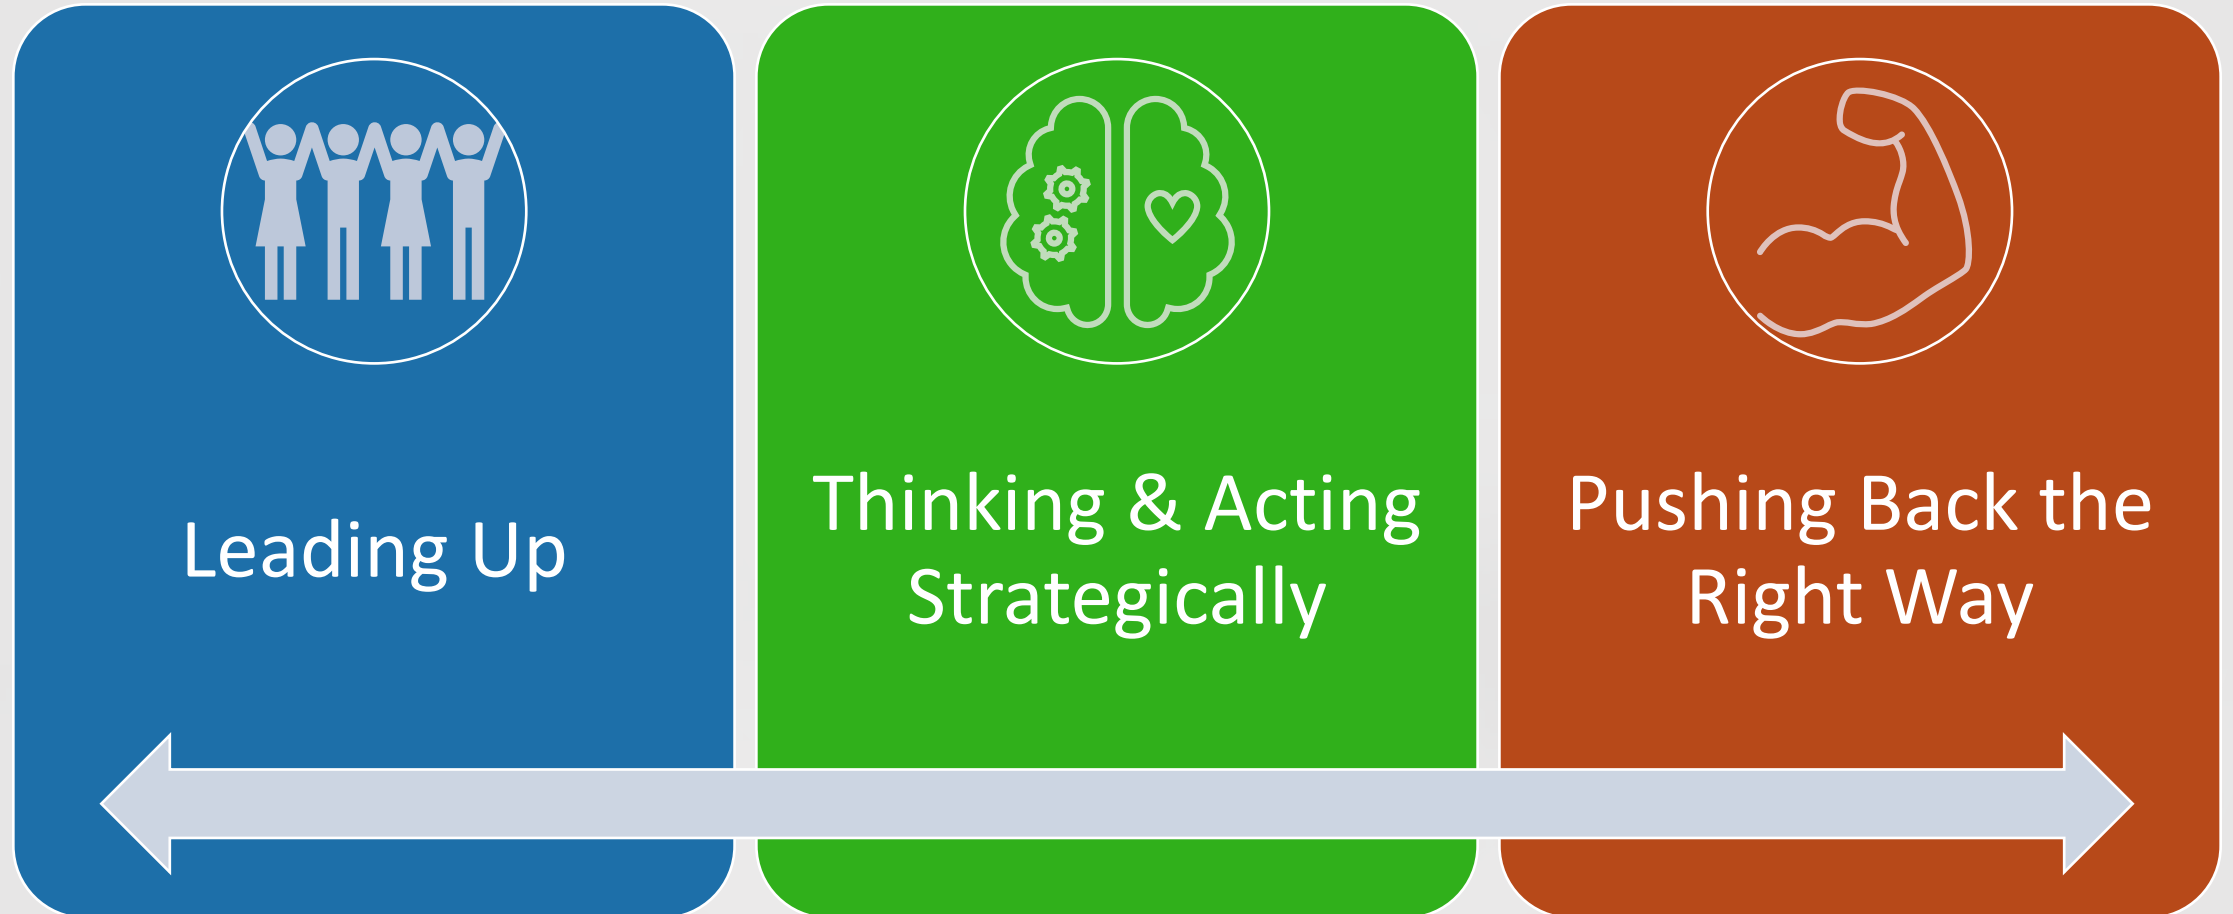 Leading Up
Thinking & Acting
Strategically
Pushing Back the
Right Way